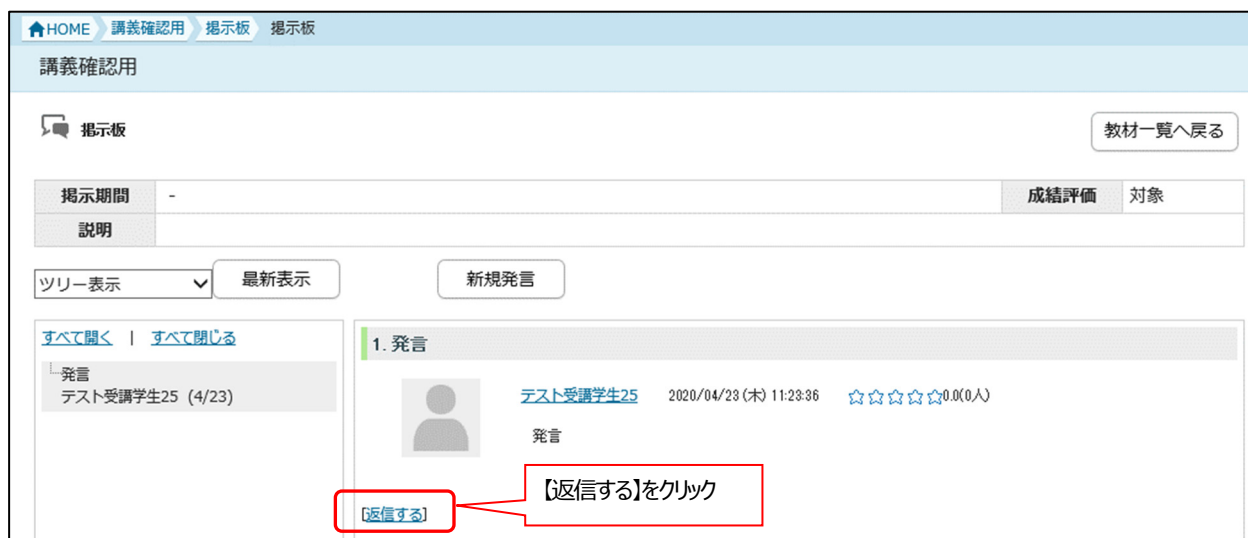 HOME 講義確認用 掲示板 掲示板
講義確認用
掲示板
教材一覧へ戻る
掲示期間 -
成績評価 対象
説明
ツリー表示 最新表示 新規発言
すべて開く | すべて閉じる
発言
テスト受講学生25 (4/23)
1. 発言
テスト受講学生25 2020/04/23(木) 11:23:36 ☆☆☆☆☆0.0(0人)
発言
【返信する】をクリック
[返信する]